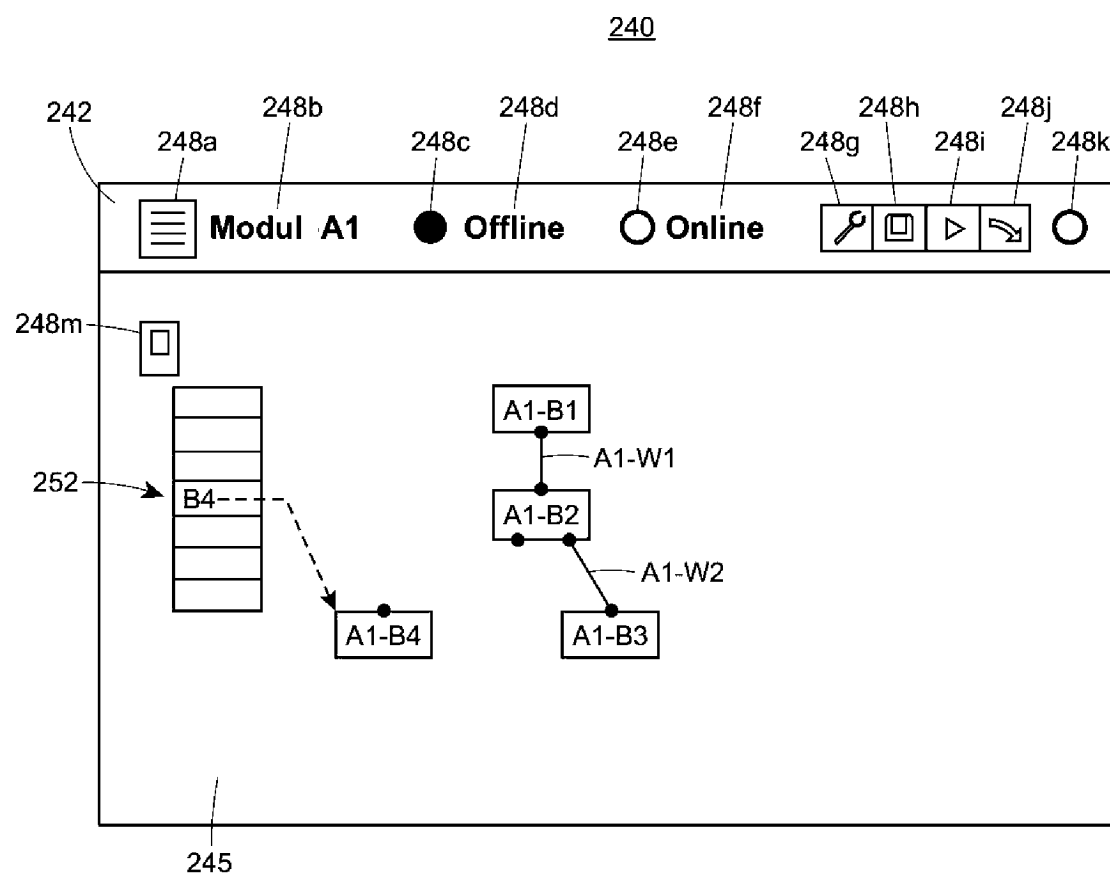 240
248b 248d 248f 248h 248j
242 248a 248c 248e 248g 248i 248k
Modul A1 Offline Online
248m
A1-B1
A1-W1
252 B4
A1-B2
A1-W2
A1-B4 A1-B3
245